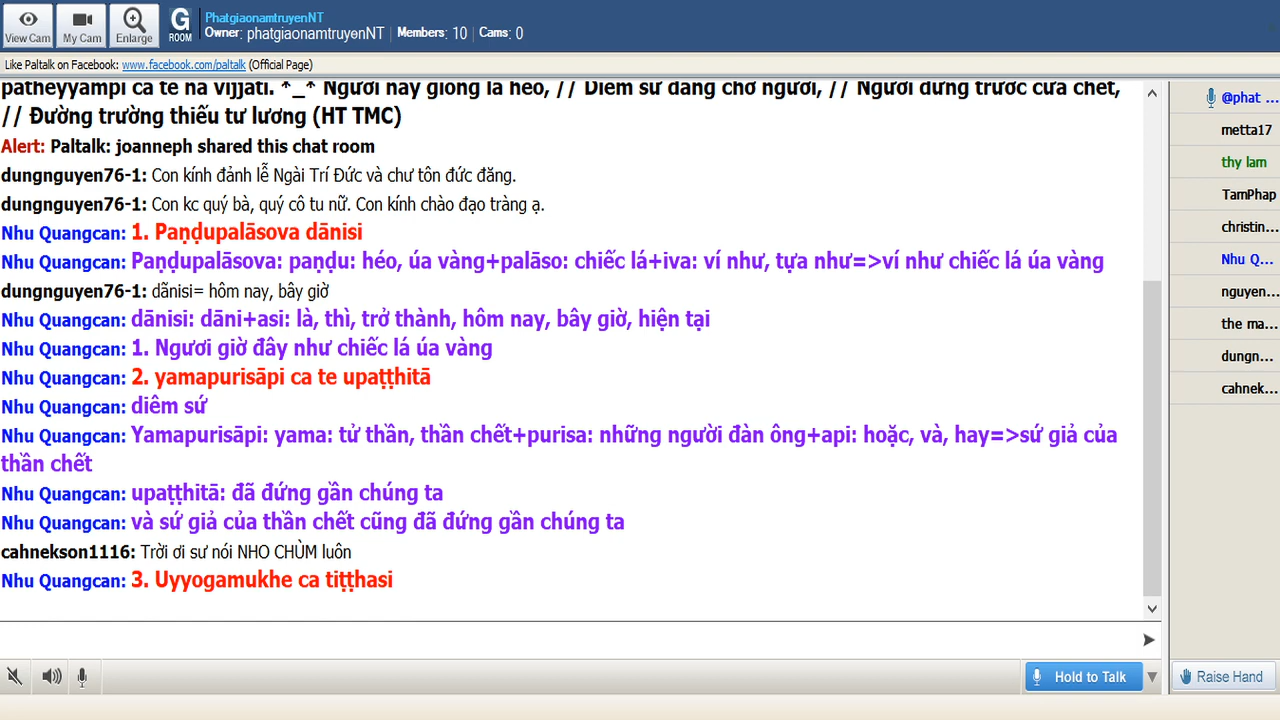 View Cam
My Cam
Enlarge
G
ROOM
PhatgiaonamtruyenNT
Owner: phatgiaonamtruyenNT Members: 10 Cams: 0
Like Paltalk on Facebook: www.facebook.com/paltalk (Official Page)
patheyyampi ca te na vijjati. *_* Ngươi nay giống lá héo, // Diêm sứ đang chờ ngươi, // Ngươi đứng trước cửa chết,
// Đường trường thiếu tư lương (HT TMC)
Alert: Paltalk: joanneph shared this chat room
dungnguyen76-1: Con kính đảnh lễ Ngài Trí Đức và chư tôn đức đăng.
dungnguyen76-1: Con kc quý bà, quý cô tu nữ. Con kính chào đạo tràng ạ.
Nhu Quangcan: 1. Paṇḍupalāsova dānisi
Nhu Quangcan: Paṇḍupalāsova: paṇḍu: héo, úa vàng+palāso: chiếc lá+iva: ví như, tựa như=>ví như chiếc lá úa vàng
dungnguyen76-1: dãnisi= hôm nay, bây giờ
Nhu Quangcan: dānisi: dāni+asi: là, thì, trở thành, hôm nay, bây giờ, hiện tại
Nhu Quangcan: 1. Ngươi giờ đây như chiếc lá úa vàng
Nhu Quangcan: 2. yamapurisāpi ca te upaṭṭhitā
Nhu Quangcan: diêm sứ
Nhu Quangcan: Yamapurisāpi: yama: tử thần, thần chết+purisa: những người đàn ông+api: hoặc, và, hay=>sứ giả của
thần chết
Nhu Quangcan: upaṭṭhitā: đã đứng gần chúng ta
Nhu Quangcan: và sứ giả của thần chết cũng đã đứng gần chúng ta
cahnekson1116: Trời ơi sư nói NHO CHÙM luôn
Nhu Quangcan: 3. Uyyogamukhe ca tiṭṭhasi
@phat ...
metta17
thy lam
TamPhap
christin...
Nhu Q...
nguyen...
the ma...
dungn...
cahnek...
Hold to Talk
Raise Hand